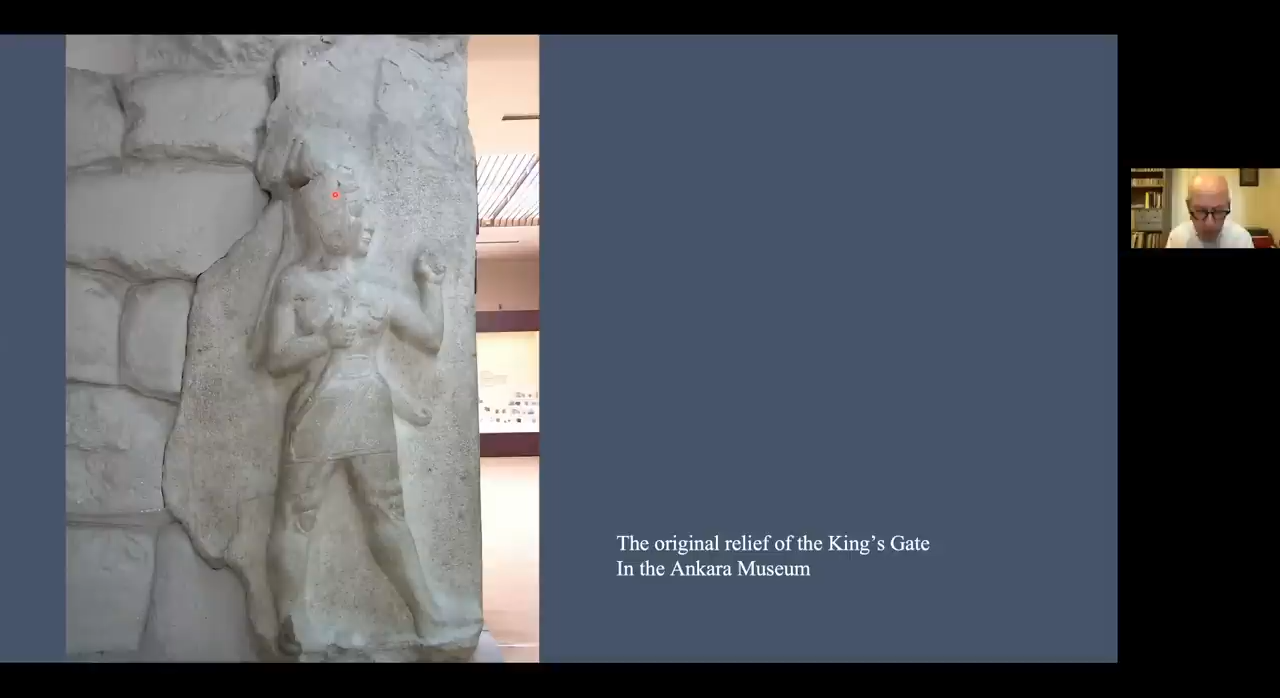 The original relief of the King’s Gate
In the Ankara Museum